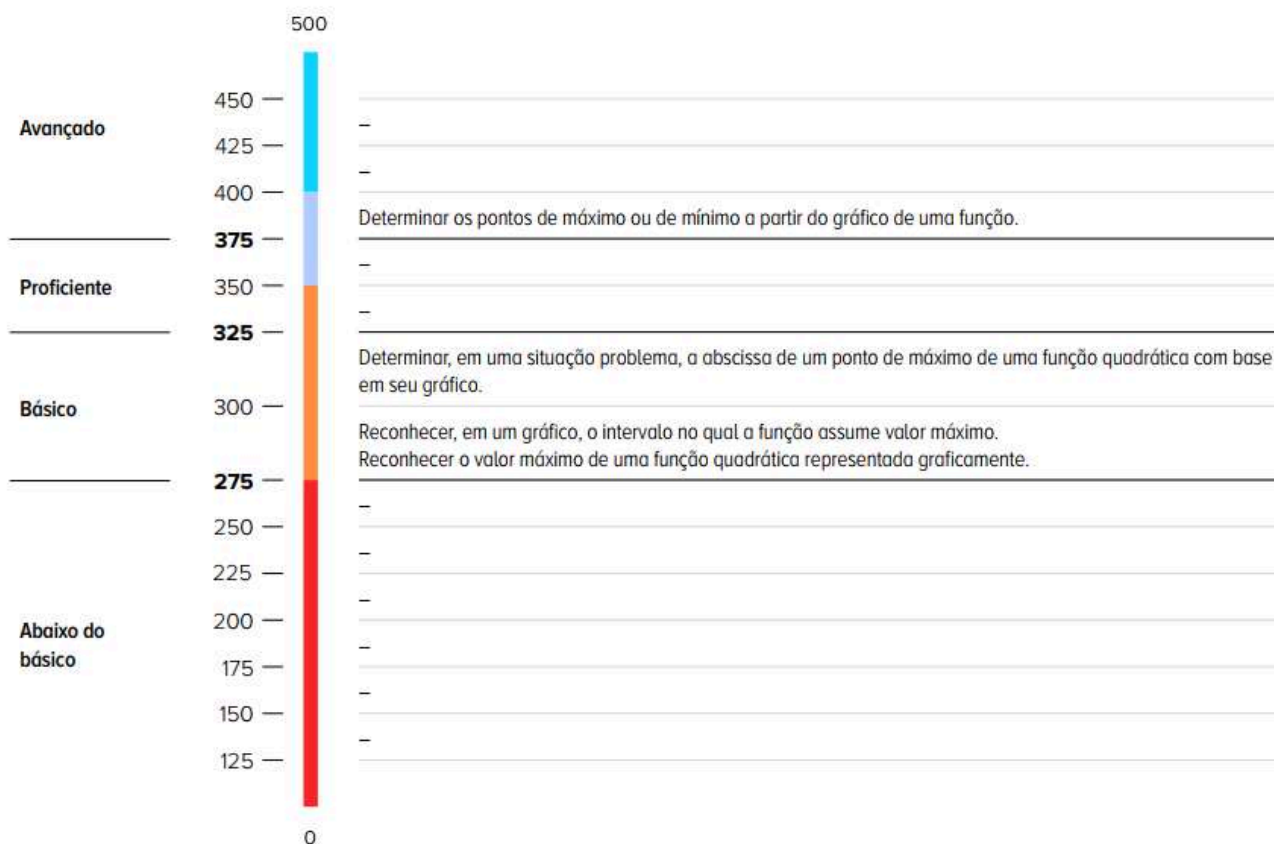 500
450 —
–
Avançado
425 —
–
400 —
Determinar os pontos de máximo ou de mínimo a partir do gráfico de uma função.
375 —
–
Proficiente
350 —
–
325 —
Determinar, em uma situação problema, a abscissa de um ponto de máximo de uma função quadrática com base
em seu gráfico.
Básico
300 —
Reconhecer, em um gráfico, o intervalo no qual a função assume valor máximo.
Reconhecer o valor máximo de uma função quadrática representada graficamente.
275 —
–
250 —
–
225 —
–
200 —
Abaixo do
básico
–
175 —
–
150 —
–
125 —
0